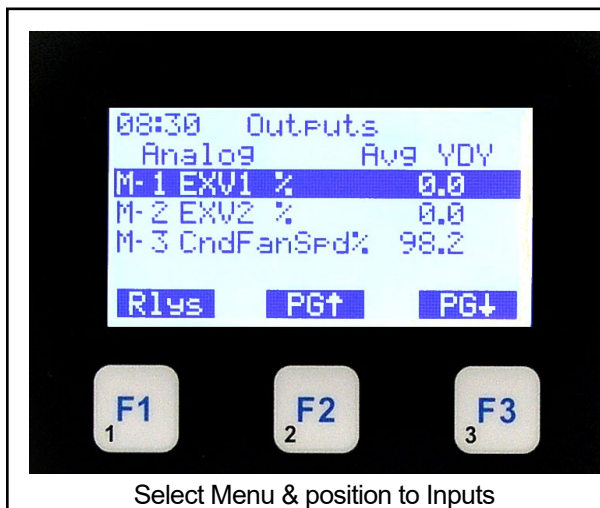 08:30 Outputs
Analog Avg YDY
M- 1 EXV1 % 0.0
M- 2 EXV2 % 0.0
M- 3 CndFanSpd% 98.2
Rlys PG↑ PG↓
F1 F2 F3
1 2 3
Select Menu & position to Inputs